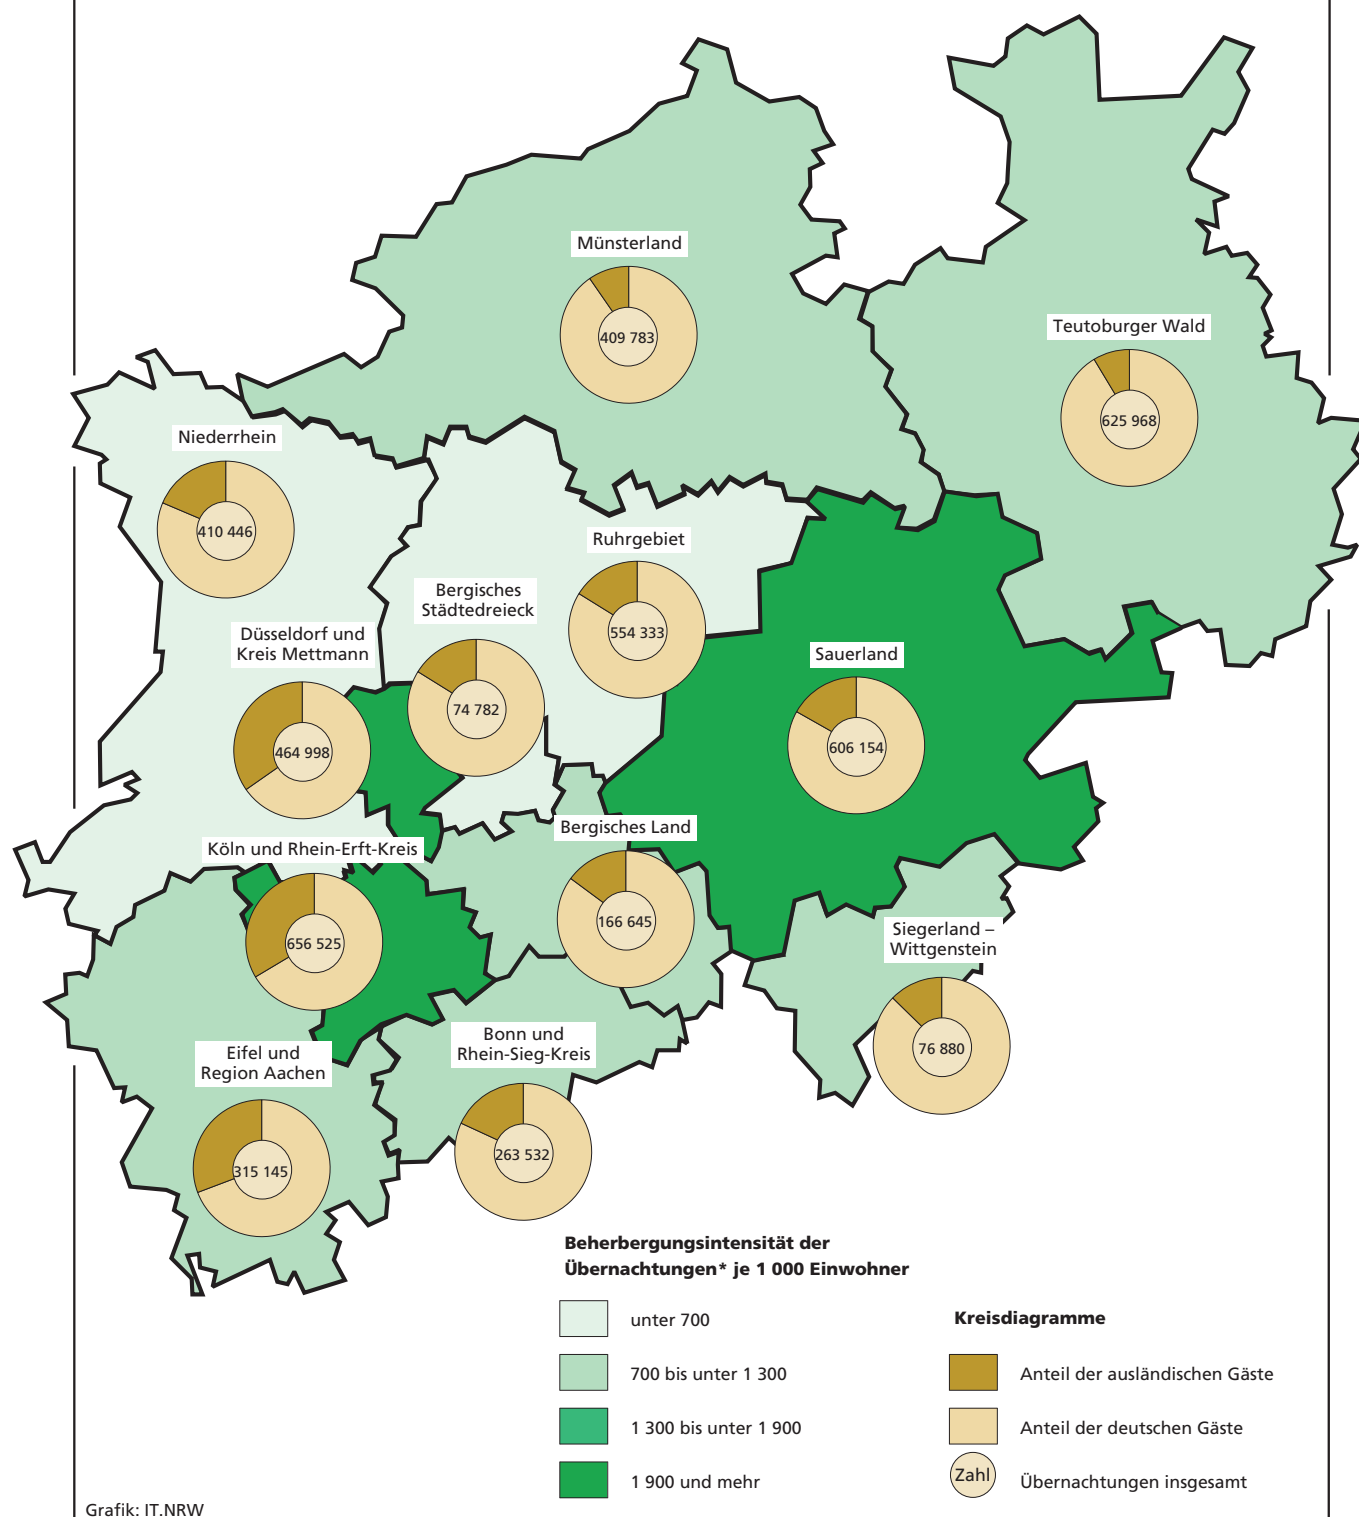 Münsterland
409 783
Teutoburger Wald
625 968
Niederrhein
410 446
Ruhrgebiet
554 333
Bergisches
Städtedreieck
74 782
Düsseldorf und
Kreis Mettmann
464 998
Sauerland
606 154
Bergisches Land
166 645
Köln und Rhein-Erft-Kreis
656 525
Siegerland –
Wittgenstein
76 880
Bonn und
Rhein-Sieg-Kreis
263 532
Eifel und
Region Aachen
315 145
Beherbergungsintensität der
Übernachtungen* je 1 000 Einwohner
unter 700
700 bis unter 1 300
1 300 bis unter 1 900
1 900 und mehr
Kreisdiagramme
Anteil der ausländischen Gäste
Anteil der deutschen Gäste
Zahl
Übernachtungen insgesamt
Grafik: IT.NRW